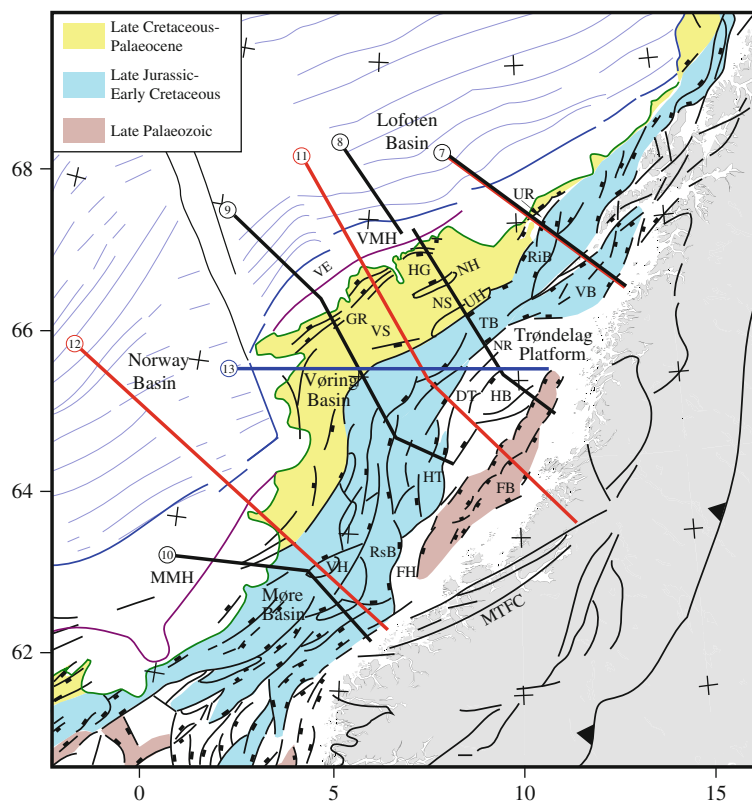 Late Cretaceous-
Palaeocene
Late Jurassic-
Early Cretaceous
Late Palaeozoic
Lofoten
Basin
8
7
11
68
9
UR
VMH
VE
HG
NH
RiB
NS
UH
VB
GR
VS
TB
66
12
Norway
Basin
NR
Trøndelag
Platform
13
Vøring
Basin
DT
HB
HT
64
FB
10
RsB
VH
FH
MMH
Møre
Basin
MTFC
62
0
5
10
15